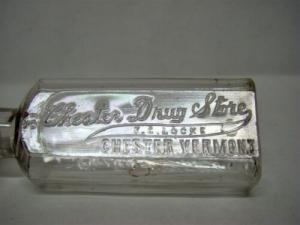 Chester Drug Store
F.E. LOCKE
CHESTER VERMONT